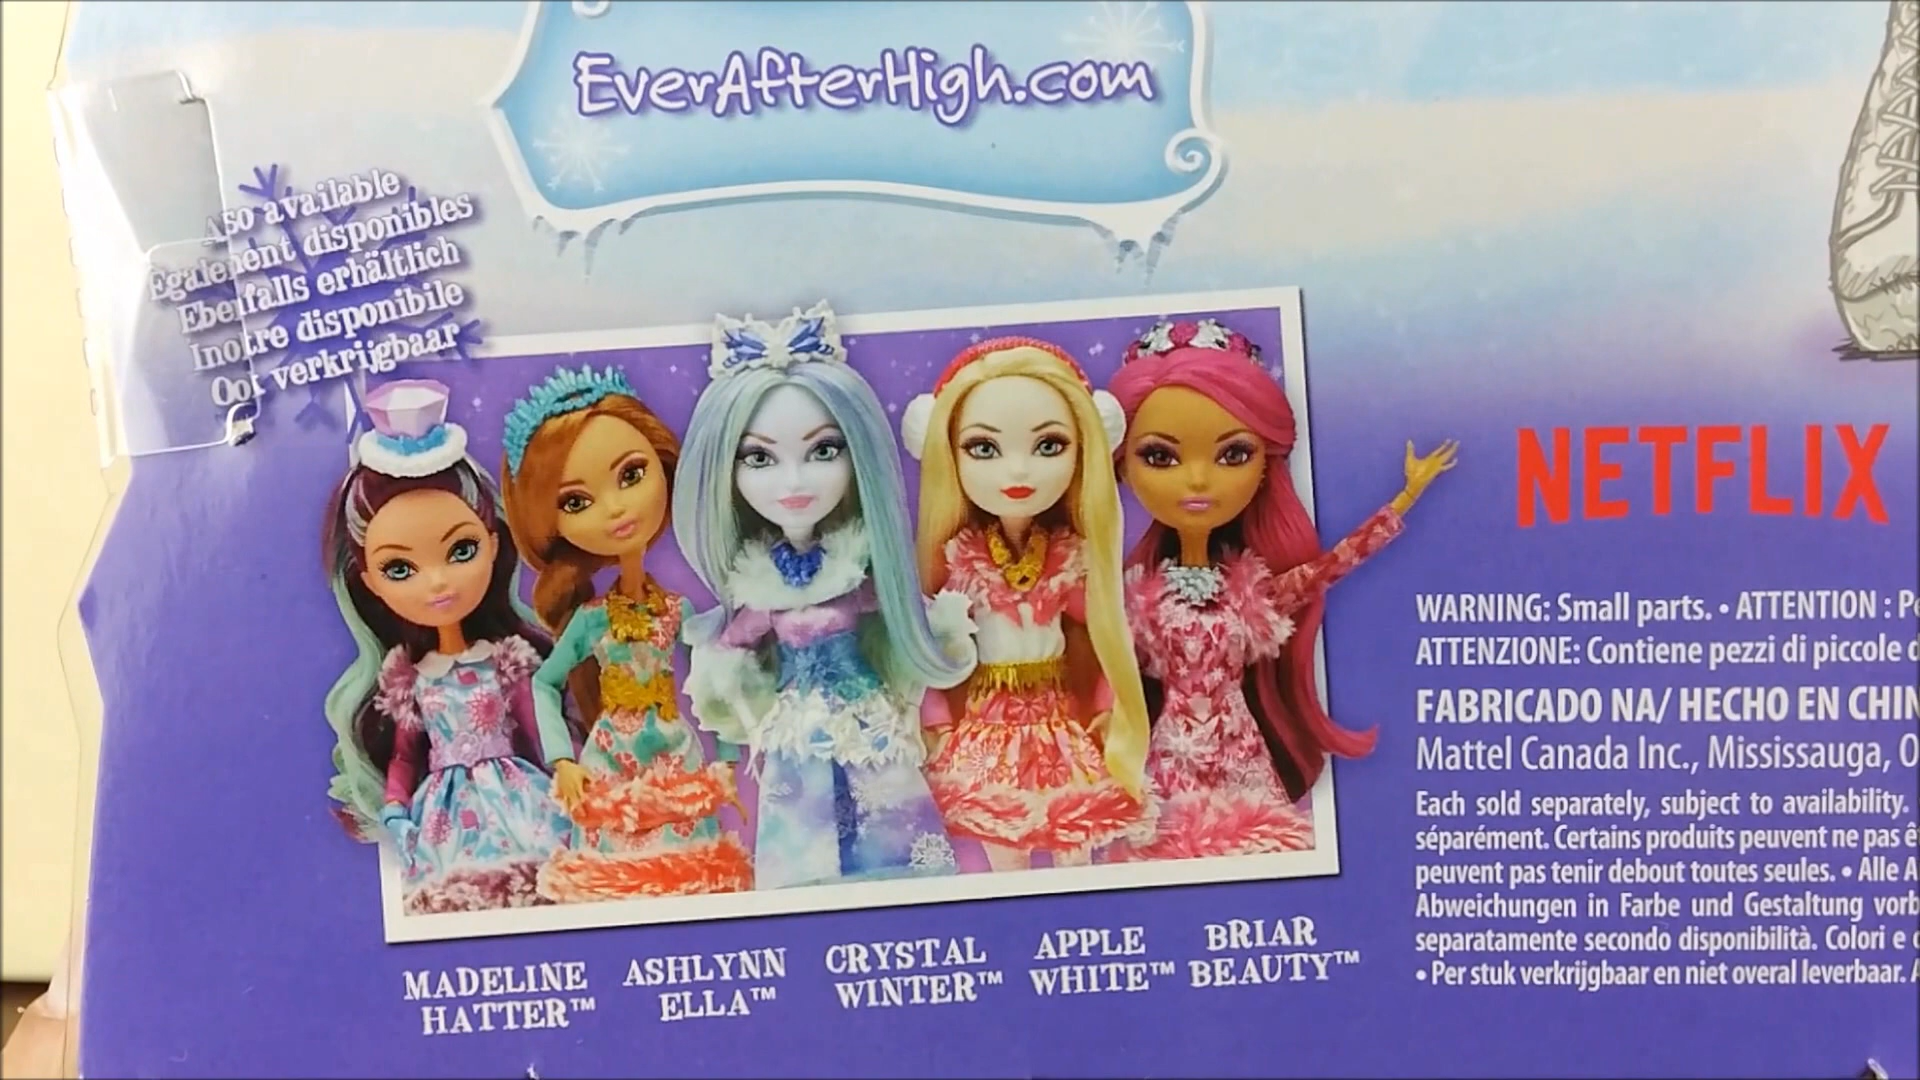 EverAfterHigh.com
Also available
Egalement disponibles
Ebenfalls erhältlich
Inoltre disponibile
Ook verkrijgbaar
NETFLIX
WARNING: Small parts. • ATTENTION :
ATTENZIONE: Contiene pezzi di piccole
FABRICADO NA/ HECHO EN
Mattel Canada Inc., Mississauga,
Each sold separately, subject to availability.
séparément. Certains produits peuvent ne pas
peuvent pas tenir debout toutes seules. • Alle
Abweichungen in Farbe und Gestaltung
separatamente secondo disponibilità. Colori e
• Per stuk verkrijgbaar en niet overal leverbaar.
MADELINE HATTER™
ASHLYNN ELLA™
CRYSTAL WINTER™
APPLE WHITE™
BRIAR BEAUTY™